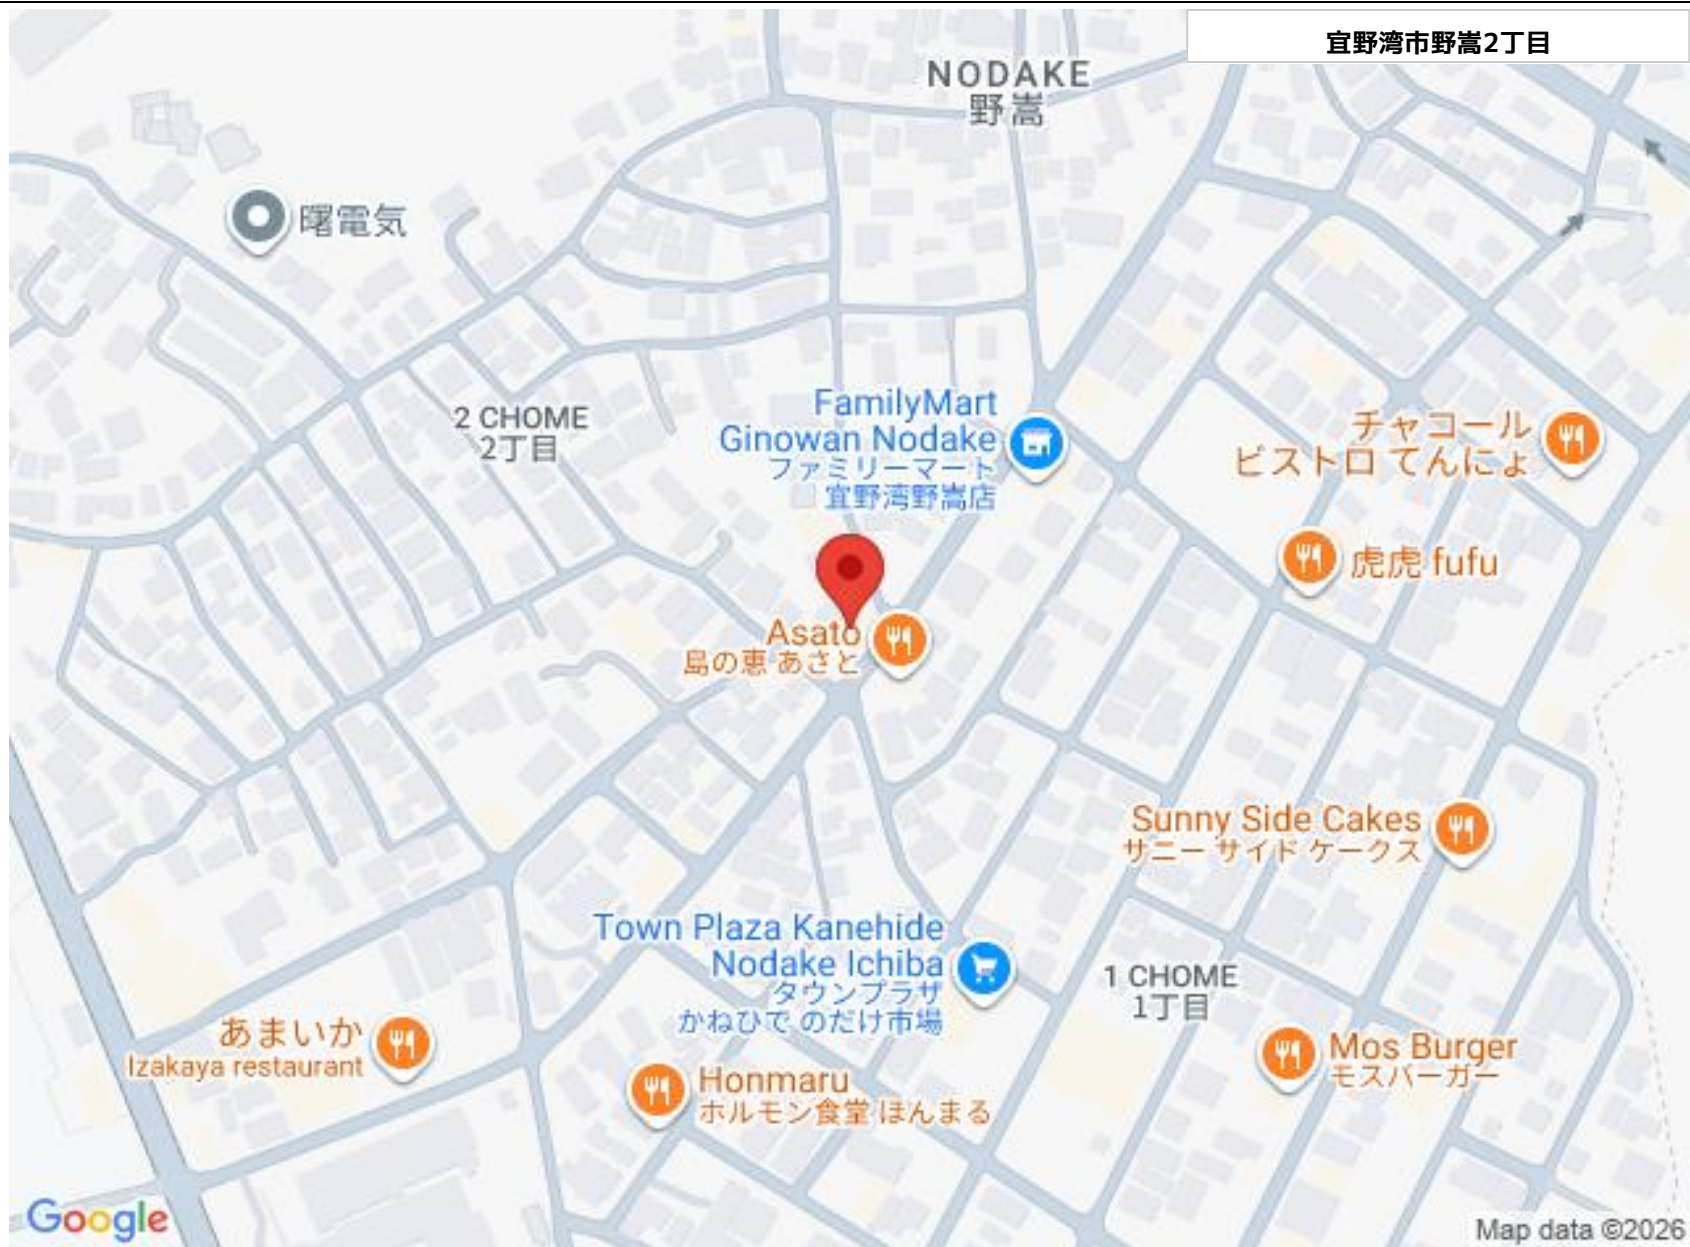 宜野湾市野嵩2丁目
NODAKE
野嵩
曙電気
2 CHOME
2丁目
FamilyMart
Ginowan Nodake
ファミリーマート
宜野湾野嵩店
チャコール
ビストロ てんにょ
虎虎 fufu
Asato
島の恵 あさと
Sunny Side Cakes
サニー サイド ケークス
Town Plaza Kanehide
Nodake Ichiba
タウンプラザ
かねひで のだけ市場
1 CHOME
1丁目
あまいか
Izakaya restaurant
Honmaru
ホルモン食堂 ほんまる
Mos Burger
モスバーガー
Google
Map data ©2026